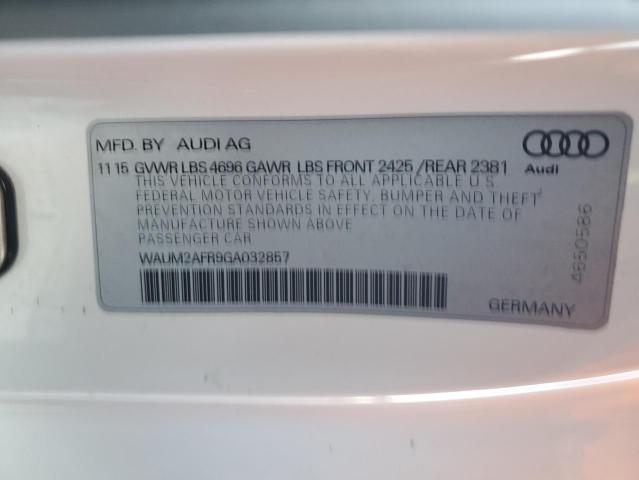 MFD. BY AUDI AG
11 15 GVWR LBS 4696 GAWR LBS FRONT 2425 / REAR 2381
Audi
THIS VEHICLE CONFORMS TO ALL APPLICABLE U.S.
FEDERAL MOTOR VEHICLE SAFETY, BUMPER AND THEFT
PREVENTION STANDARDS IN EFFECT ON THE DATE OF
MANUFACTURE SHOWN ABOVE
PASSENGER CAR
WAUM2AFR9GA032857
4650586
GERMANY